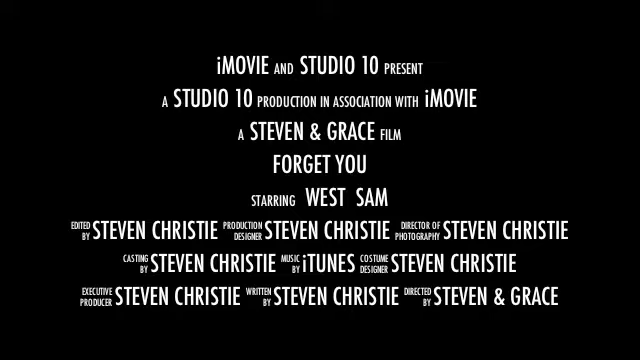 iMOVIE AND STUDIO 10 PRESENT
A STUDIO 10 PRODUCTION IN ASSOCIATION WITH iMOVIE
A STEVEN & GRACE FILM
FORGET YOU
STARRING WEST SAM
EDITED BY STEVEN CHRISTIE PRODUCTION DESIGNER STEVEN CHRISTIE DIRECTOR OF PHOTOGRAPHY STEVEN CHRISTIE
CASTING BY STEVEN CHRISTIE MUSIC BY iTUNES COSTUME DESIGNER STEVEN CHRISTIE
EXECUTIVE PRODUCER STEVEN CHRISTIE WRITTEN BY STEVEN CHRISTIE DIRECTED BY STEVEN & GRACE